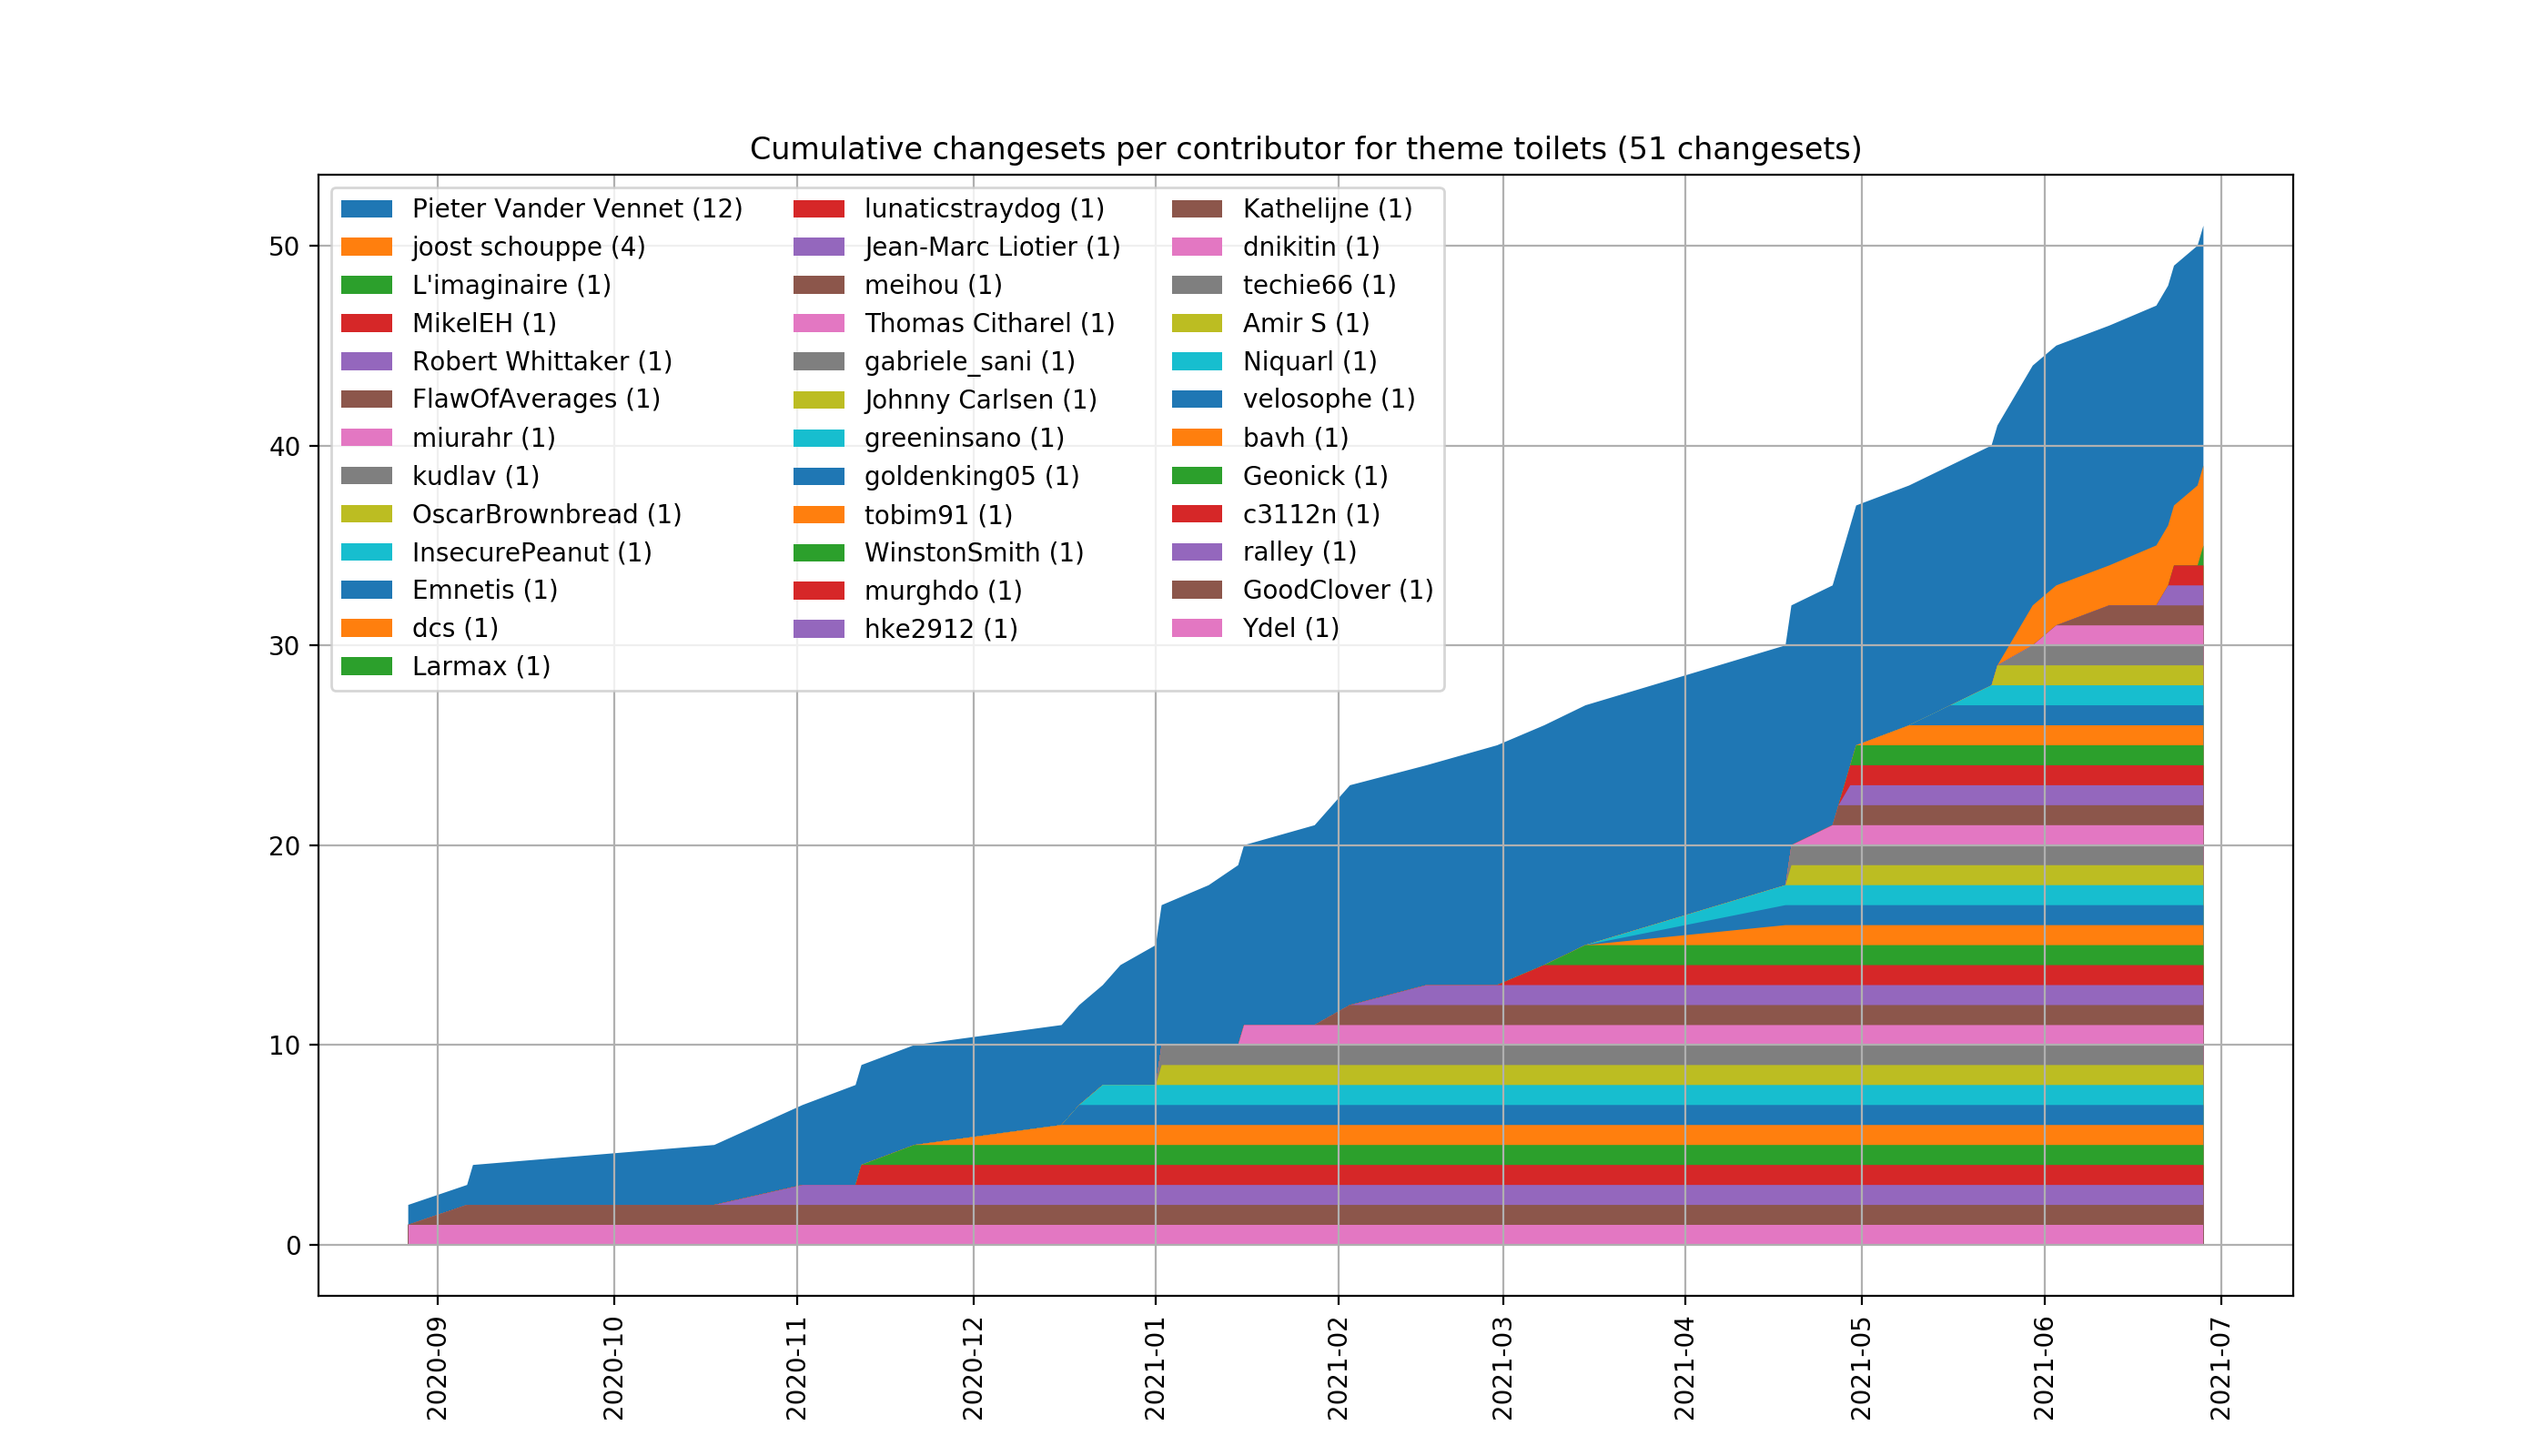 Cumulative changesets per contributor for theme toilets (51 changesets)
Pieter Vander Vennet (12)
joost schouppe (4)
L'imaginaire (1)
MikelEH (1)
Robert Whittaker (1)
FlawOfAverages (1)
miurahr (1)
kudlav (1)
OscarBrownbread (1)
InsecurePeanut (1)
Emnetis (1)
dcs (1)
Larmax (1)
lunaticstraydog (1)
Jean-Marc Liotier (1)
meihou (1)
Thomas Citharel (1)
gabriele_sani (1)
Johnny Carlsen (1)
greeninsano (1)
goldenking05 (1)
tobim91 (1)
WinstonSmith (1)
murghdo (1)
hke2912 (1)
Kathelijne (1)
dnikitin (1)
techie66 (1)
Amir S (1)
Niquarl (1)
velosophe (1)
bavh (1)
Geonick (1)
c3112n (1)
ralley (1)
GoodClover (1)
Ydel (1)
50
40
30
20
10
0
2020-09
2020-10
2020-11
2020-12
2021-01
2021-02
2021-03
2021-04
2021-05
2021-06
2021-07